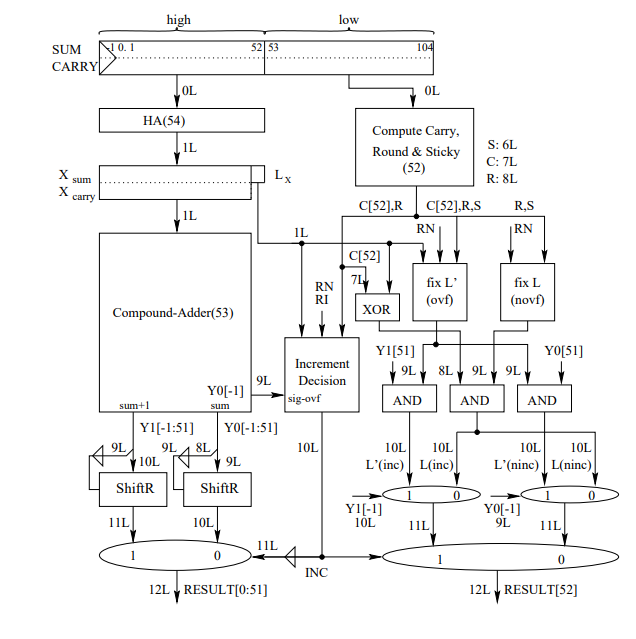 high low
SUM -1 0. 1 52 53 104
CARRY
0L 0L
HA(54)
Compute Carry,
Round & Sticky
(52)
S: 6L
C: 7L
R: 8L
1L
X sum
X carry
L X
1L
C[52],R C[52],R,S R,S
1L RN RN
C[52]
7L
fix L'
(ovf)
fix L
(novf)
RN
RI
XOR
Compound-Adder(53)
Y1[51] Y0[51]
Increment
Decision
sig-ovf
9L 8L 9L 9L
Y0[-1] 9L
AND AND AND
sum+1 sum
Y1[-1:51] Y0[-1:51]
9L 9L 8L
10L 9L
10L
10L 10L 10L 10L
L'(inc) L(inc) L'(ninc) L(ninc)
ShiftR ShiftR
1 0 1 0
Y1[-1] Y0[-1]
10L 9L
11L 10L 11L 11L
11L
1 0 1 0
INC
12L RESULT[0:51] 12L RESULT[52]